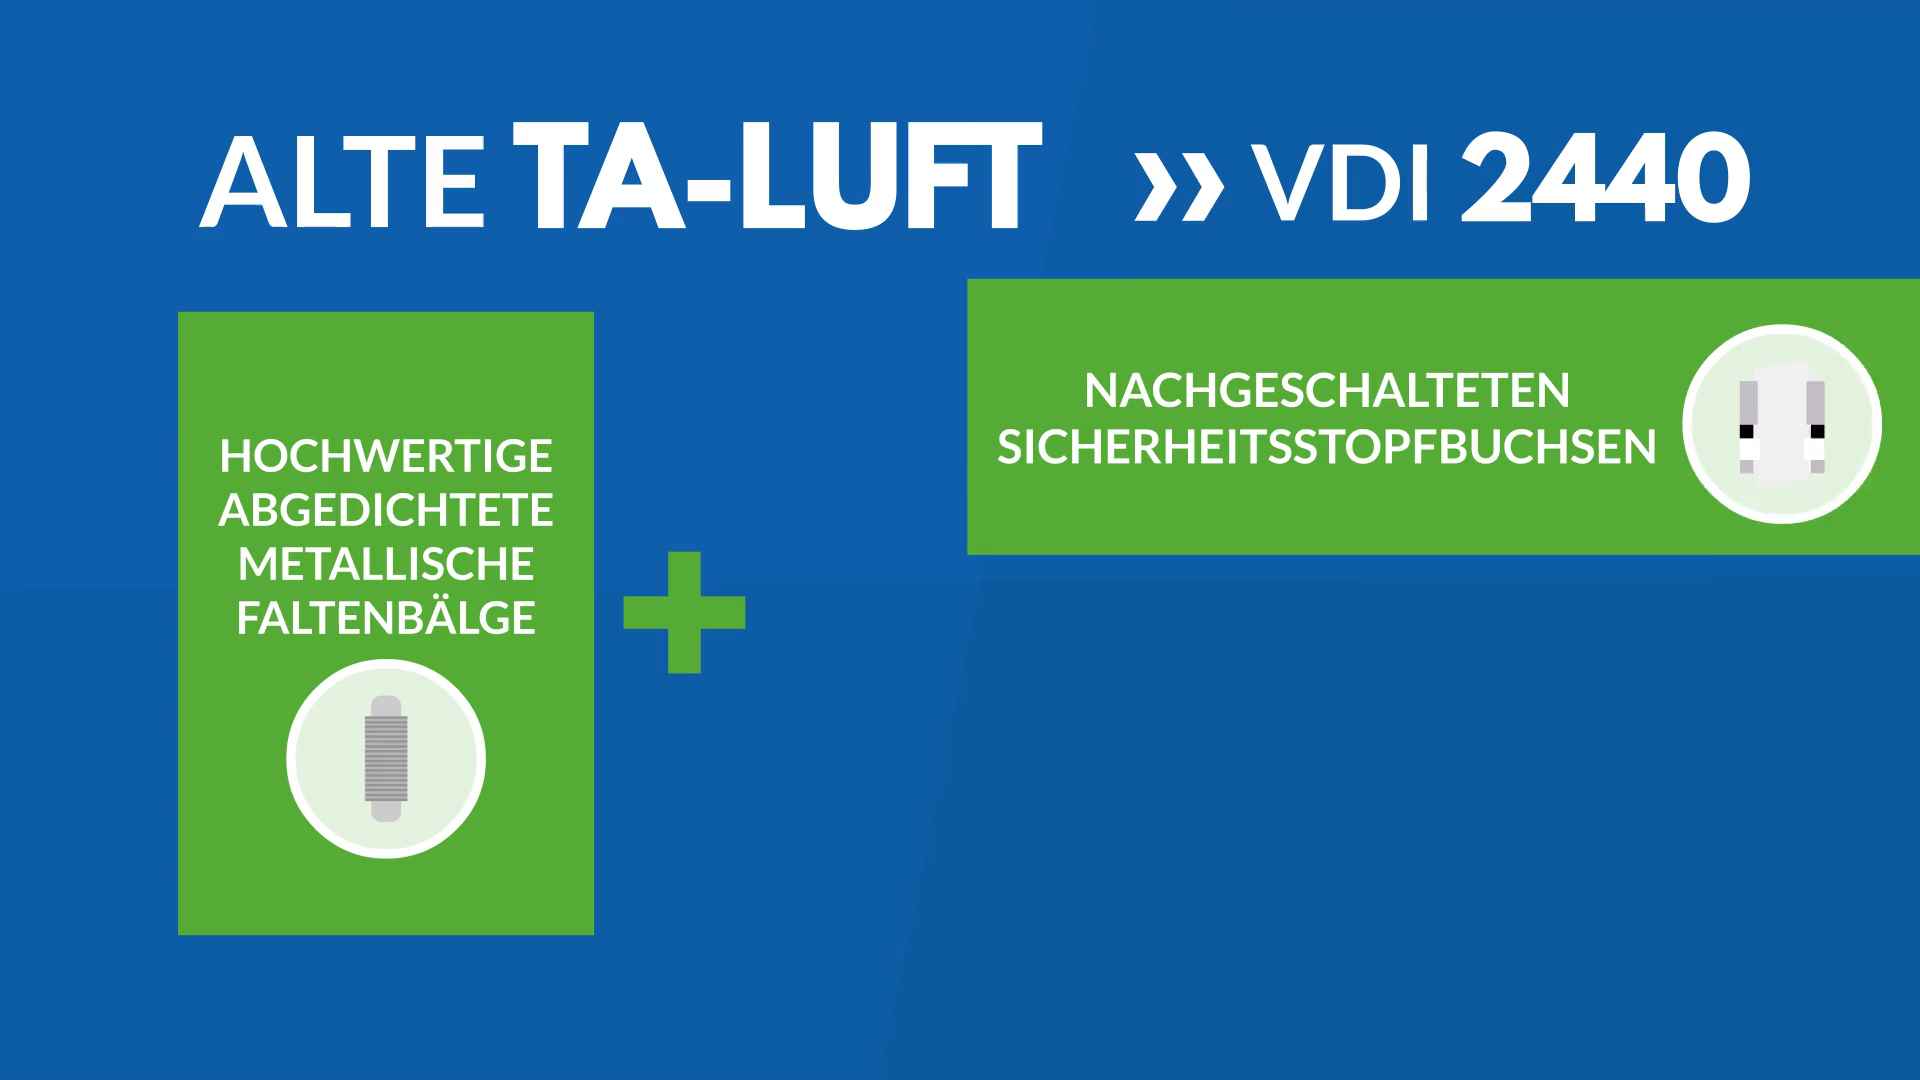 ALTE TA-LUFT » VDI 2440
HOCHWERTIGE
ABGEDICHTETE
METALLISCHE
FALTENBÄLGE
+
NACHGESCHALTETEN
SICHERHEITSSTOPFBUCHSEN